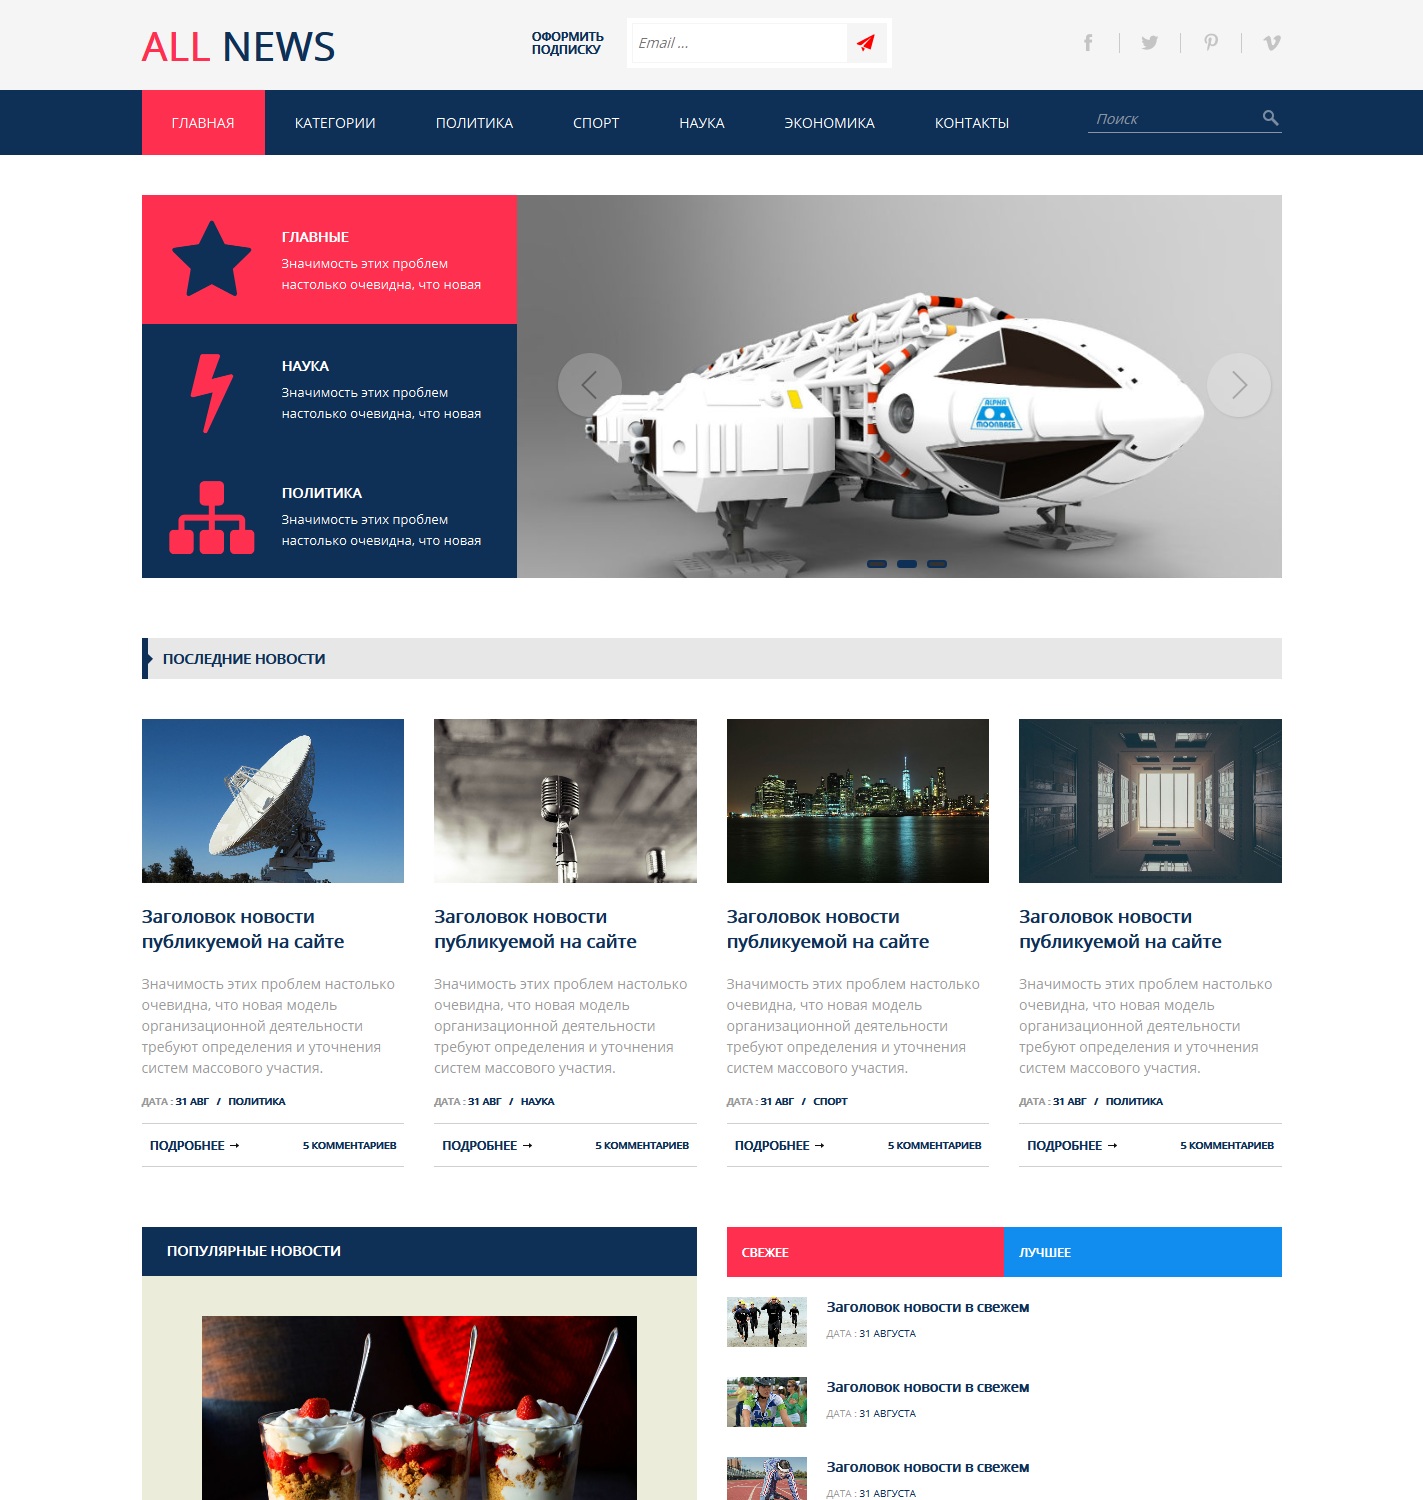 ALL NEWS
ОФОРМИТЬ
ПОДПИСКУ
Email ...
ГЛАВНАЯ
КАТЕГОРИИ
ПОЛИТИКА
СПОРТ
НАУКА
ЭКОНОМИКА
КОНТАКТЫ
Поиск
ГЛАВНЫЕ
Значимость этих проблем
настолько очевидна, что новая
НАУКА
Значимость этих проблем
настолько очевидна, что новая
ПОЛИТИКА
Значимость этих проблем
настолько очевидна, что новая
ALPHA
MOONBASE
ПОСЛЕДНИЕ НОВОСТИ
Заголовок новости
публикуемой на сайте
Значимость этих проблем настолько
очевидна, что новая модель
организационной деятельности
требуют определения и уточнения
систем массового участия.
ДАТА : 31 АВГ / ПОЛИТИКА
ПОДРОБНЕЕ → 5 КОММЕНТАРИЕВ
Заголовок новости
публикуемой на сайте
Значимость этих проблем настолько
очевидна, что новая модель
организационной деятельности
требуют определения и уточнения
систем массового участия.
ДАТА : 31 АВГ / НАУКА
ПОДРОБНЕЕ → 5 КОММЕНТАРИЕВ
Заголовок новости
публикуемой на сайте
Значимость этих проблем настолько
очевидна, что новая модель
организационной деятельности
требуют определения и уточнения
систем массового участия.
ДАТА : 31 АВГ / СПОРТ
ПОДРОБНЕЕ → 5 КОММЕНТАРИЕВ
Заголовок новости
публикуемой на сайте
Значимость этих проблем настолько
очевидна, что новая модель
организационной деятельности
требуют определения и уточнения
систем массового участия.
ДАТА : 31 АВГ / ПОЛИТИКА
ПОДРОБНЕЕ → 5 КОММЕНТАРИЕВ
ПОПУЛЯРНЫЕ НОВОСТИ
СВЕЖЕЕ
ЛУЧШЕЕ
Заголовок новости в свежем
ДАТА : 31 АВГУСТА
Заголовок новости в свежем
ДАТА : 31 АВГУСТА
Заголовок новости в свежем
ДАТА : 31 АВГУСТА